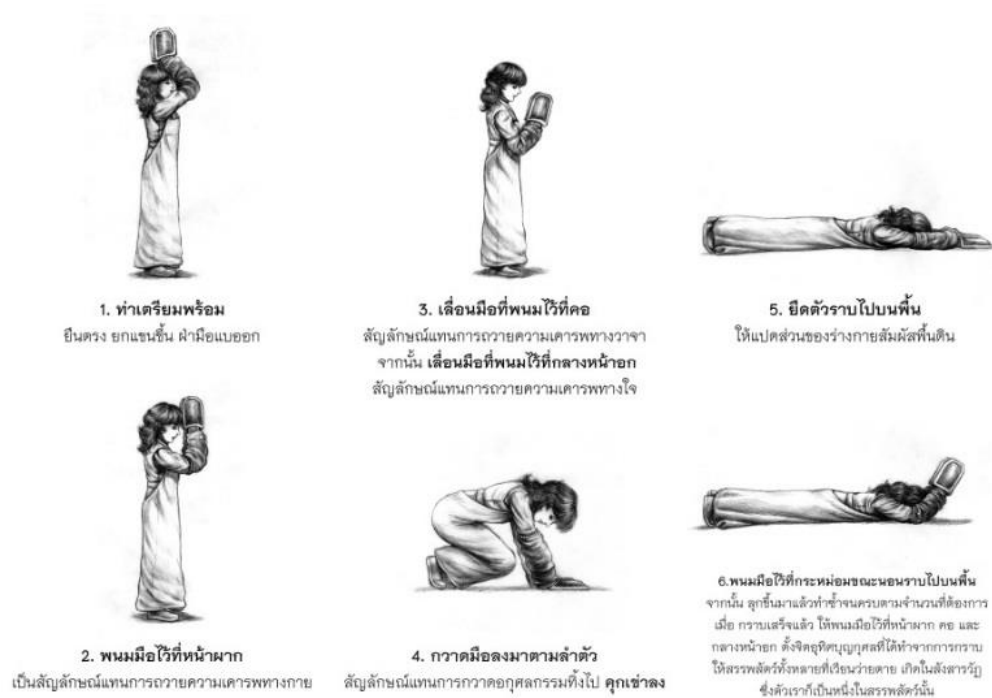 1. ท่าเตรียมพร้อม
ยืนตรง ยกแขนขึ้น ฝ่ามือแบออก
2. พนมมือไว้ที่หน้าผาก
เป็นสัญลักษณ์แทนการถวายความเคารพทางกาย
3. เลื่อนมือที่พนมไว้ที่คอ
สัญลักษณ์แทนการถวายความเคารพทางวาจา
จากนั้น เลื่อนมือที่พนมไว้ที่กลางหน้าอก
สัญลักษณ์แทนการถวายความเคารพทางใจ
4. กวาดมือลงมาตามลำตัว
สัญลักษณ์แทนการกวาดอกุศลกรรมทิ้งไป คุกเข่าลง
5. ยืดตัวราบไปบนพื้น
ให้แปดส่วนของร่างกายสัมผัสพื้นดิน
6.พนมมือไว้ที่กระหม่อมขณะนอนราบไปบนพื้น
จากนั้น ลุกขึ้นมาแล้วทำซ้ำจนครบตามจำนวนที่ต้องการ
เมื่อ กราบเสร็จแล้ว ให้พนมมือไว้ที่หน้าผาก คอ และ
กลางหน้าอก ตั้งจิตอุทิศบุญกุศลที่ได้ทำจากการกราบ
ให้สรรพสัตว์ทั้งหลายที่เวียนว่ายตาย เกิดในสังสารวัฏ
ซึ่งตัวเราก็เป็นหนึ่งในสรรพสัตว์นั้น